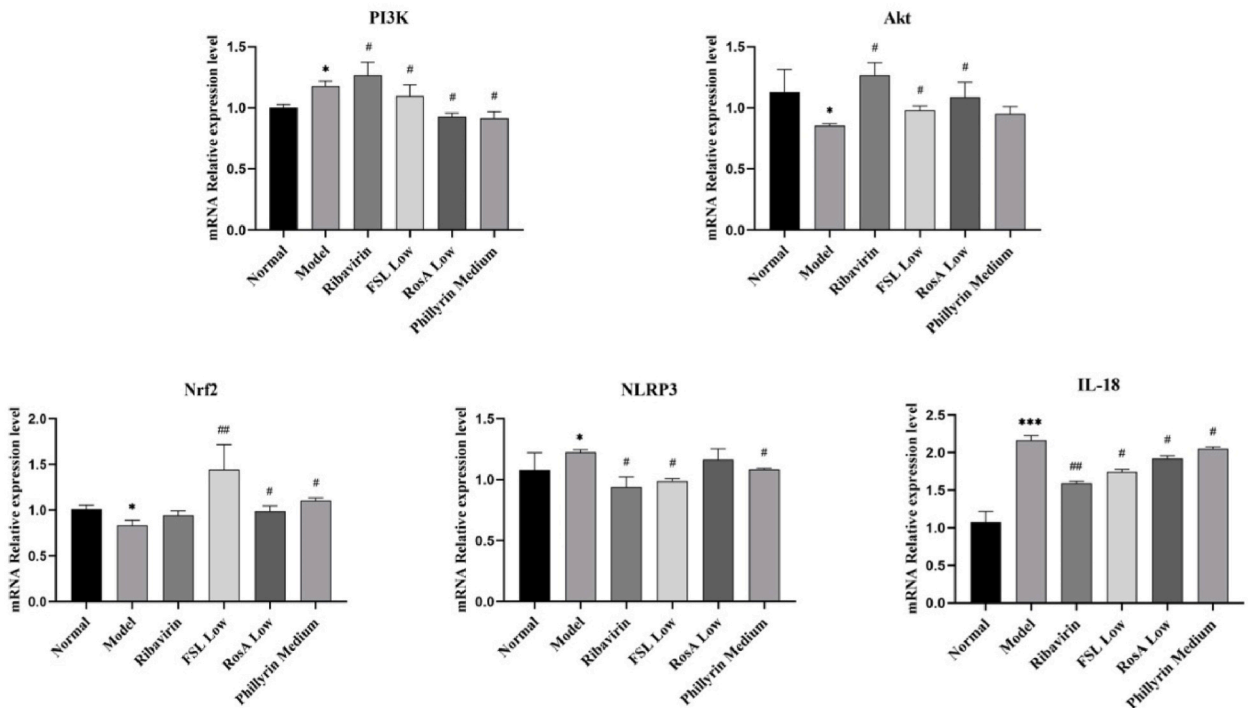 PI3K
mRNA Relative expression level
1.5
1.0
0.5
0.0
*
#
#
#
#
Normal
Model
Ribavirin
FSL Low
RosA Low
Phillyrin Medium
Akt
mRNA Relative expression level
1.5
1.0
0.5
0.0
*
#
#
#
Normal
Model
Ribavirin
FSL Low
RosA Low
Phillyrin Medium
Nrf2
mRNA Relative expression level
2.0
1.5
1.0
0.5
0.0
*
##
#
#
Normal
Model
Ribavirin
FSL Low
RosA Low
Phillyrin Medium
NLRP3
mRNA Relative expression level
1.5
1.0
0.5
0.0
*
#
#
#
Normal
Model
Ribavirin
FSL Low
RosA Low
Phillyrin Medium
IL-18
mRNA Relative expression level
2.5
2.0
1.5
1.0
0.5
0.0
***
##
#
#
#
Normal
Model
Ribavirin
FSL Low
RosA Low
Phillyrin Medium